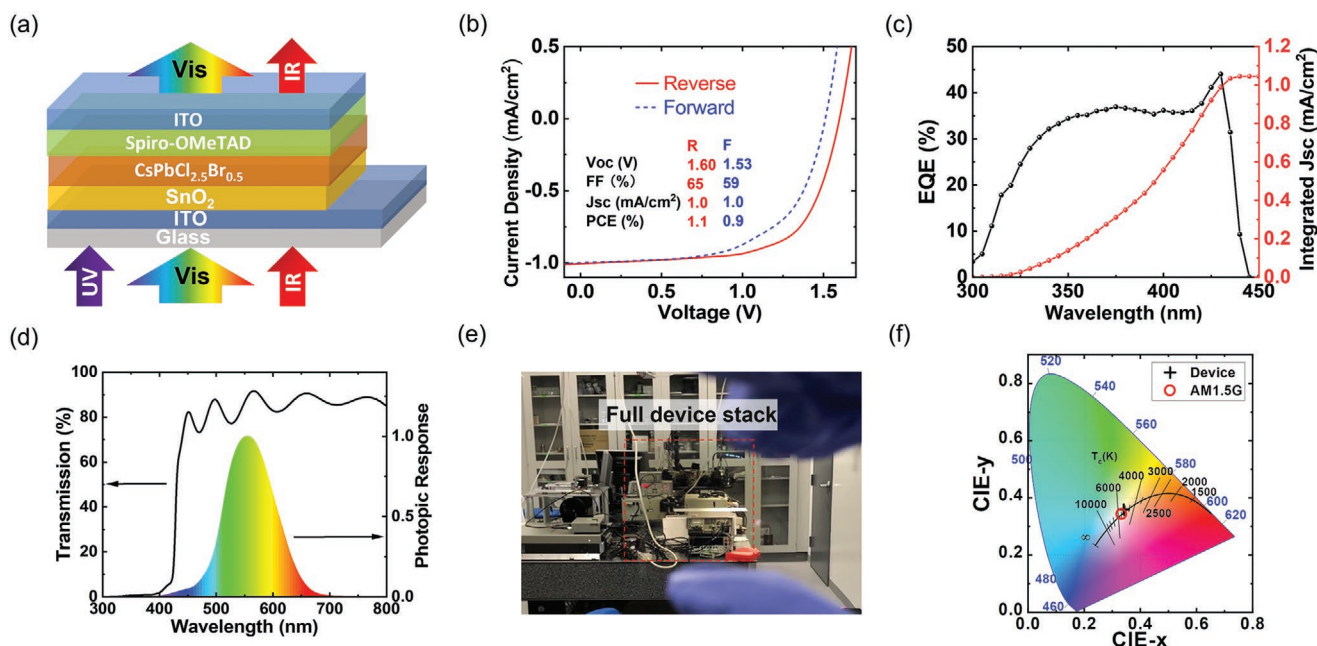 (a)
Vis
IR
ITO
Spiro-OMeTAD
CsPbCl2.5Br0.5
SnO2
ITO
Glass
UV
Vis
IR
(b)
Current Density (mA/cm²)
0.5
0.0
-0.5
-1.0
Reverse
Forward
R F
Voc (V) 1.60 1.53
FF (%) 65 59
Jsc (mA/cm²) 1.0 1.0
PCE (%) 1.1 0.9
0.0 0.5 1.0 1.5
Voltage (V)
(c)
EQE (%)
50
40
30
20
10
0
1.2
1.0
0.8
0.6
0.4
0.2
0.0
Integrated Jsc (mA/cm²)
300 350 400 450
Wavelength (nm)
(d)
Transmission (%)
100
80
60
40
20
0
1.0
0.5
0.0
Photopic Response
300 400 500 600 700 800
Wavelength (nm)
(e)
Full device stack
(f)
CIE-y
0.8
0.6
0.4
0.2
0.0
520
540
560
580
600
620
500
480
460
Device
AM1.5G
Tc(K)
10000
6000
4000
3000
2500
2000
1500
∞
0.0 0.2 0.4 0.6 0.8
CIE-x